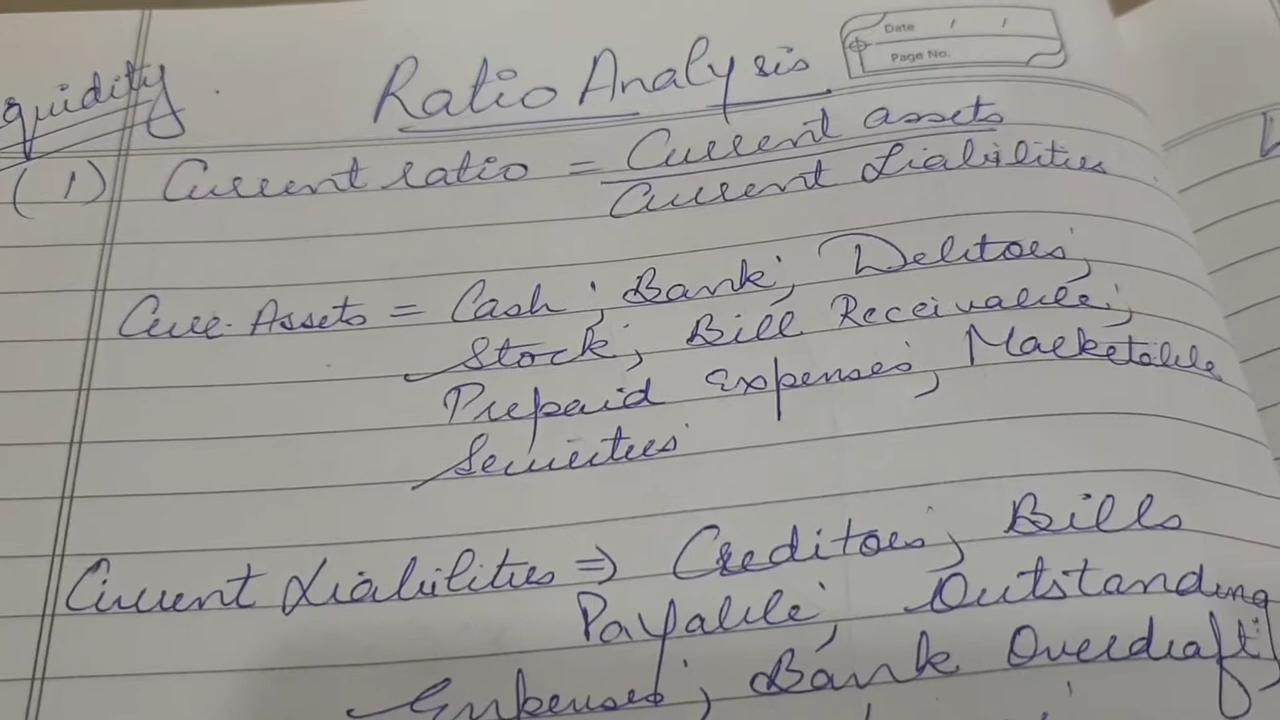 Date / /
Page No.
quidity
Ratio Analysis
(1) Current ratio = Current assets
Current Liabilities
Curr. Assets = Cash; Bank; Debitors;
Stock; Bill Receivable;
Prepaid expenses; Marketable
Securities
Current Liabilities => Creditors; Bills
Payable; Outstanding
Expenses; Bank Overdraft;